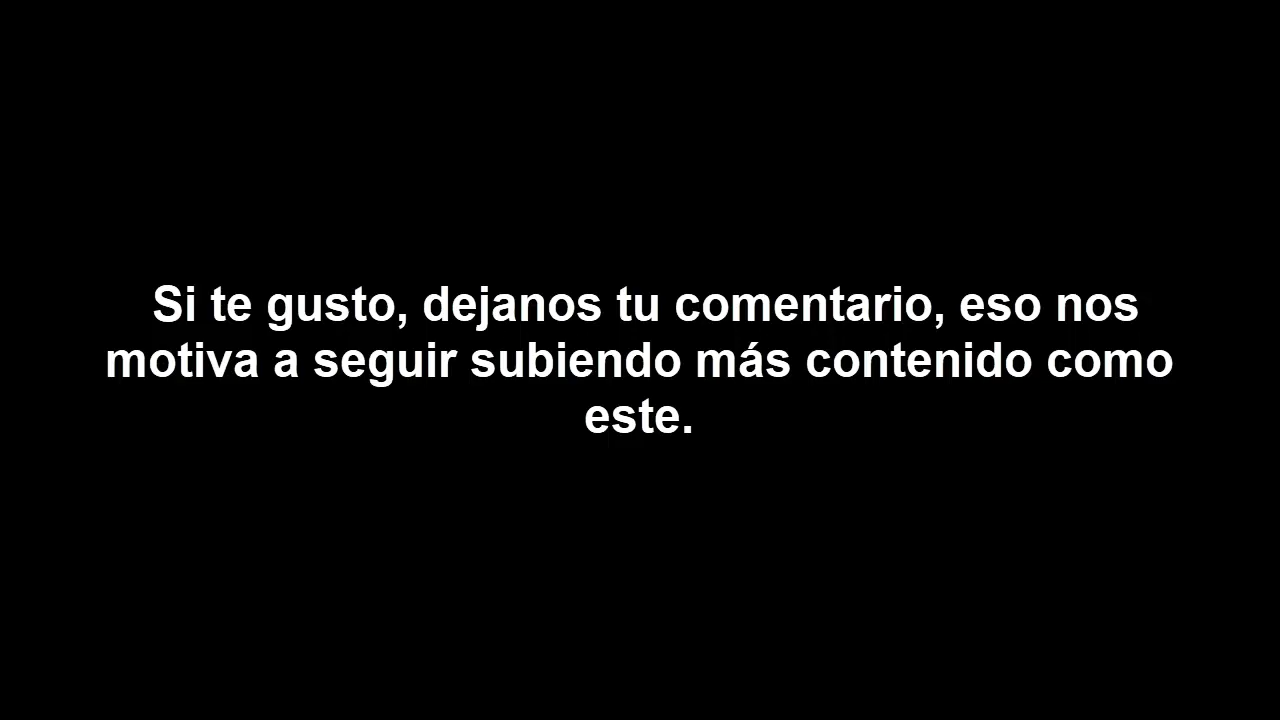 Si te gusto, dejanos tu comentario, eso nos
motiva a seguir subiendo más contenido como
este.